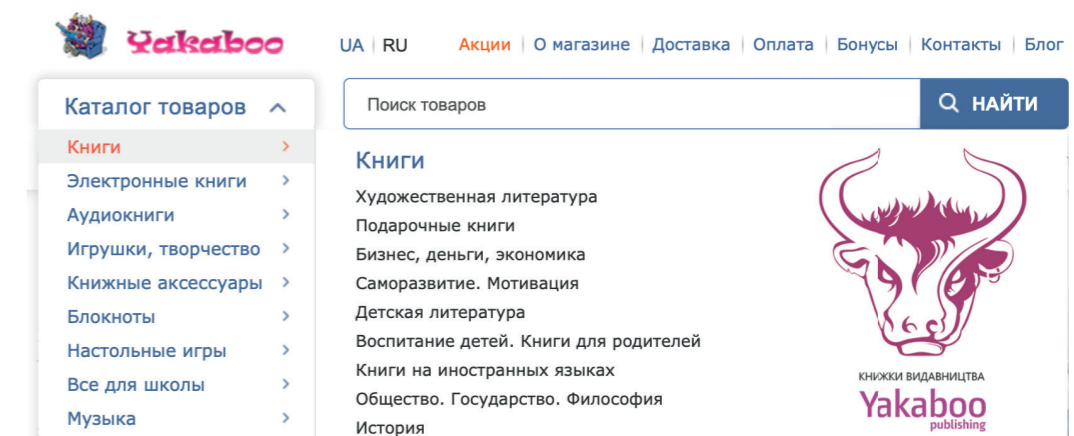 Yakaboo
UA RU Акции О магазине Доставка Оплата Бонусы Контакты Блог
Каталог товаров
Поиск товаров
НАЙТИ
Книги
Электронные книги
Аудиокниги
Игрушки, творчество
Книжные аксессуары
Блокноты
Настольные игры
Все для школы
Музыка
Книги
Художественная литература
Подарочные книги
Бизнес, деньги, экономика
Саморазвитие. Мотивация
Детская литература
Воспитание детей. Книги для родителей
Книги на иностранных языках
Общество. Государство. Философия
История
КНИЖКИ ВИДАВНИЦТВА
Yakaboo
publishing